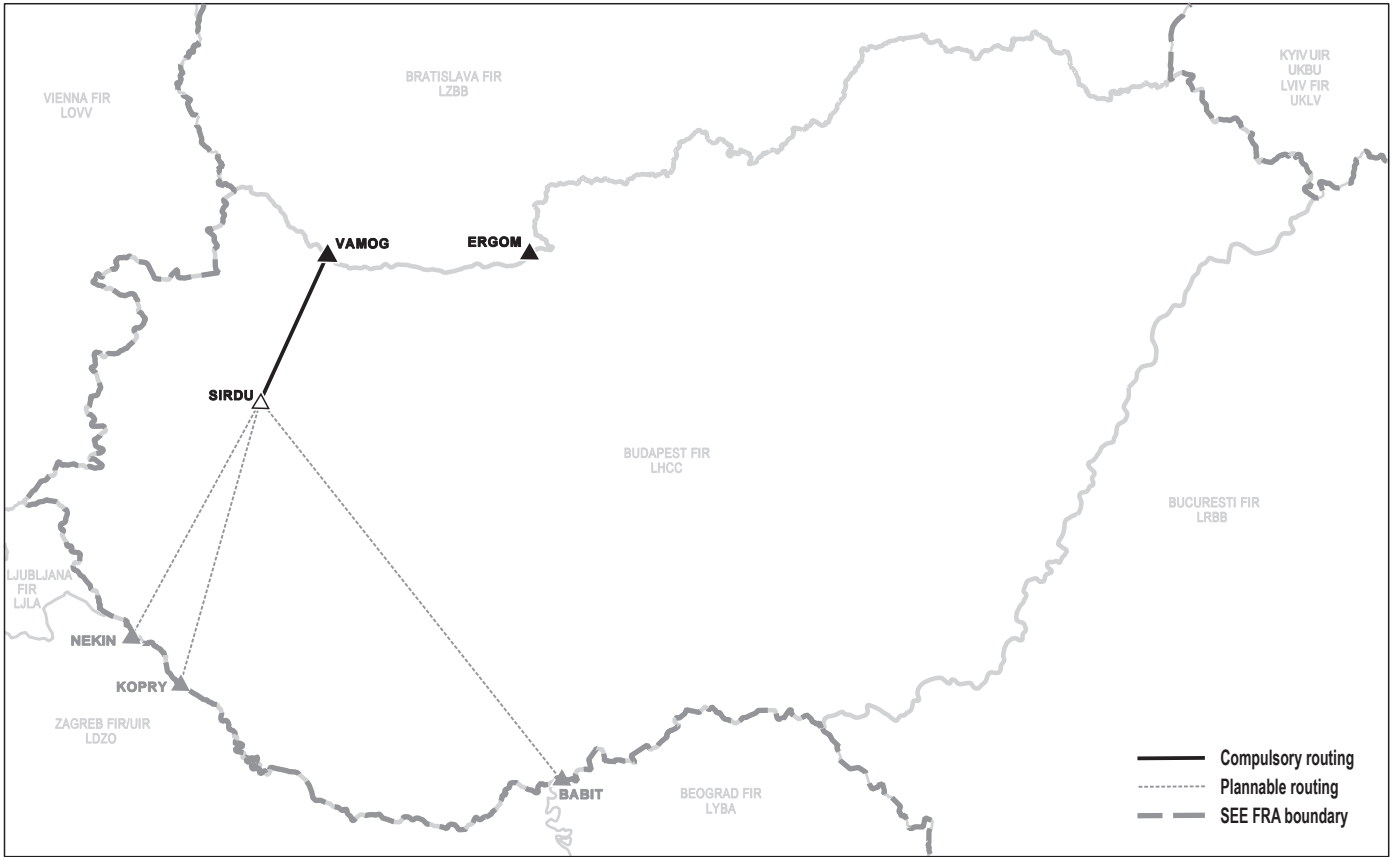 KYIV UIR
UKBU
LVIV FIR
UKLV
BRATISLAVA FIR
LZBB
VIENNA FIR
LOVV
VAMOG
ERGOM
SIRDU
BUDAPEST FIR
LHCC
BUCURESTI FIR
LRBB
LJUBLJANA
FIR
LJLA
NEKIN
KOPRY
ZAGREB FIR/UIR
LDZO
BABIT
BEOGRAD FIR
LYBA
Compulsory routing
Plannable routing
SEE FRA boundary